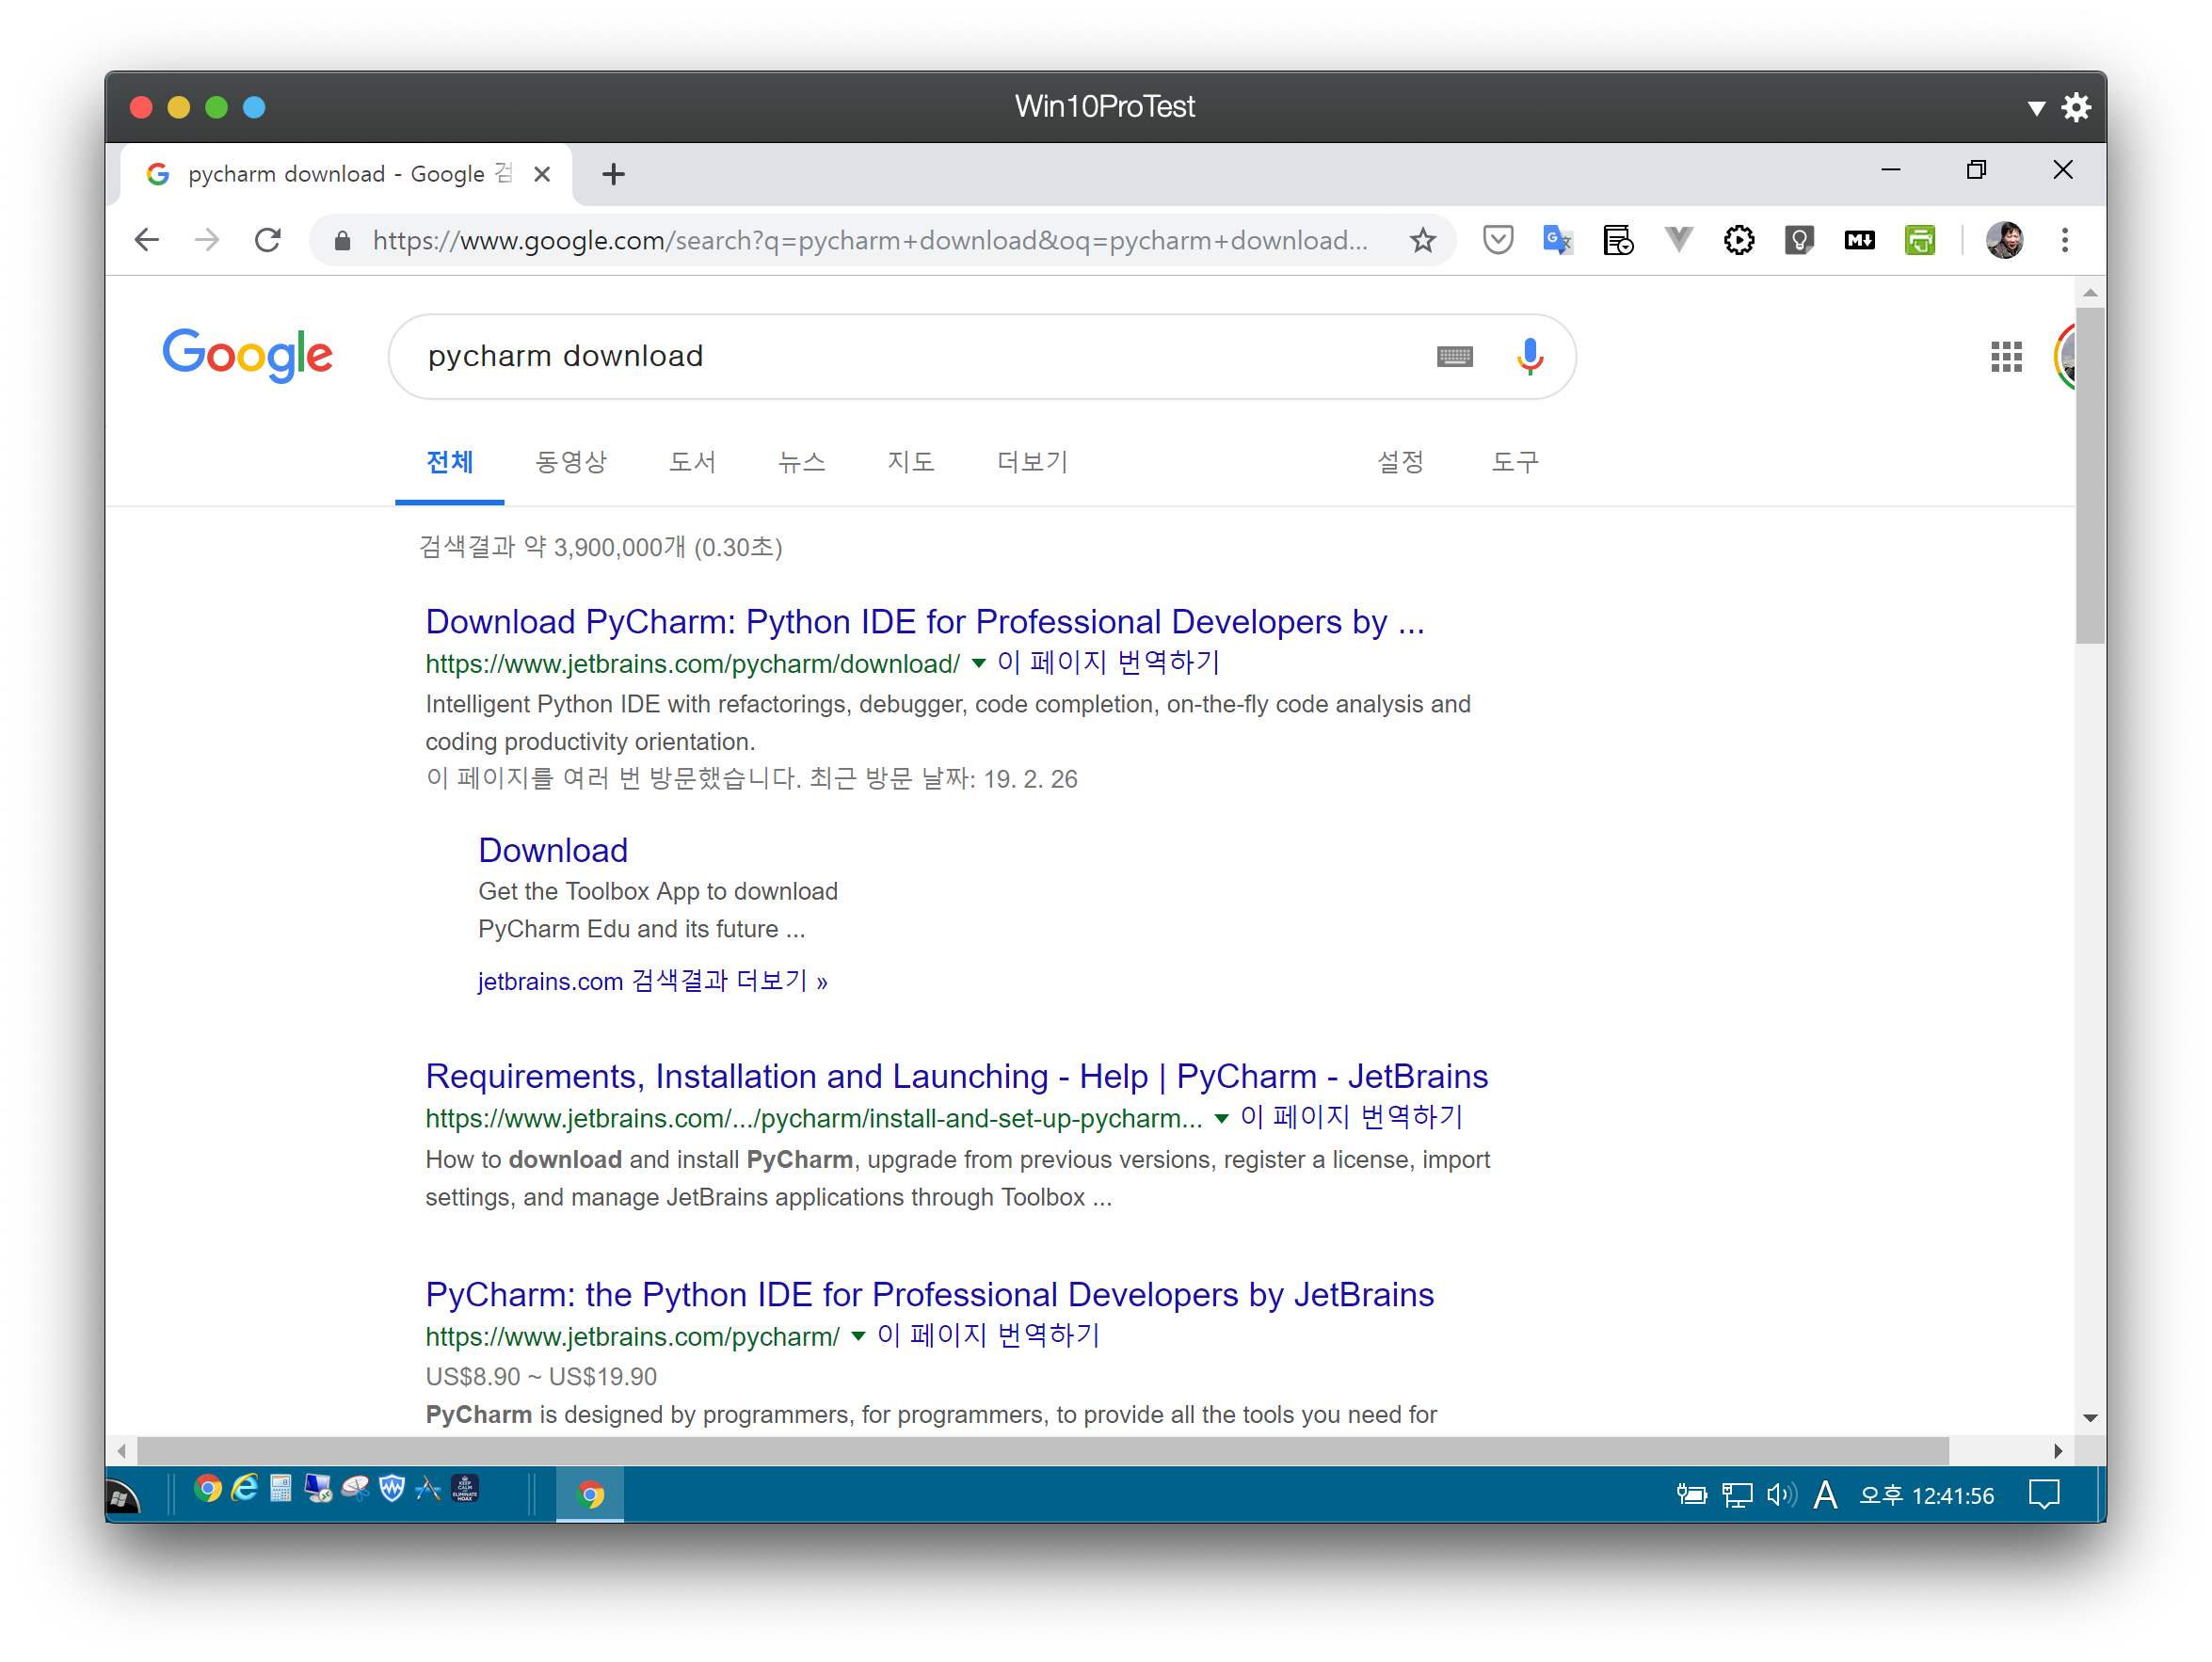 Win10ProTest
pycharm download - Google 검
https://www.google.com/search?q=pycharm+download&oq=pycharm+download...
Google
pycharm download
전체 동영상 도서 뉴스 지도 더보기 설정 도구
검색결과 약 3,900,000개 (0.30초)
Download PyCharm: Python IDE for Professional Developers by ...
https://www.jetbrains.com/pycharm/download/ ▼ 이 페이지 번역하기
Intelligent Python IDE with refactorings, debugger, code completion, on-the-fly code analysis and
coding productivity orientation.
이 페이지를 여러 번 방문했습니다. 최근 방문 날짜: 19. 2. 26
Download
Get the Toolbox App to download
PyCharm Edu and its future ...
jetbrains.com 검색결과 더보기 »
Requirements, Installation and Launching - Help | PyCharm - JetBrains
https://www.jetbrains.com/.../pycharm/install-and-set-up-pycharm... ▼ 이 페이지 번역하기
How to download and install PyCharm, upgrade from previous versions, register a license, import
settings, and manage JetBrains applications through Toolbox ...
PyCharm: the Python IDE for Professional Developers by JetBrains
https://www.jetbrains.com/pycharm/ ▼ 이 페이지 번역하기
US$8.90 ~ US$19.90
PyCharm is designed by programmers, for programmers, to provide all the tools you need for
KEEP
CALM
ELIMINATE
HOAX
A 오후 12:41:56